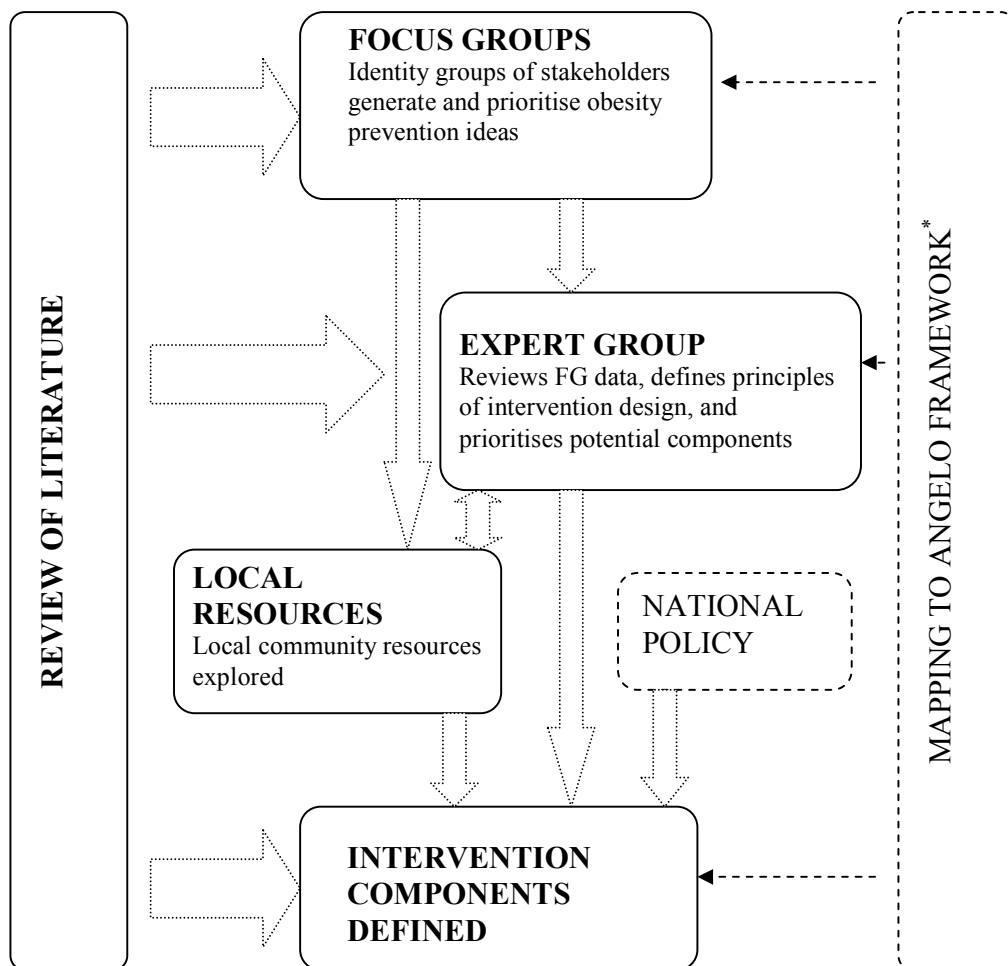 REVIEW OF LITERATURE
FOCUS GROUPS
Identity groups of stakeholders
generate and prioritise obesity
prevention ideas
EXPERT GROUP
Reviews FG data, defines principles
of intervention design, and
prioritises potential components
LOCAL
RESOURCES
Local community resources
explored
NATIONAL
POLICY
INTERVENTION
COMPONENTS
DEFINED
MAPPING TO ANGELO FRAMEWORK*